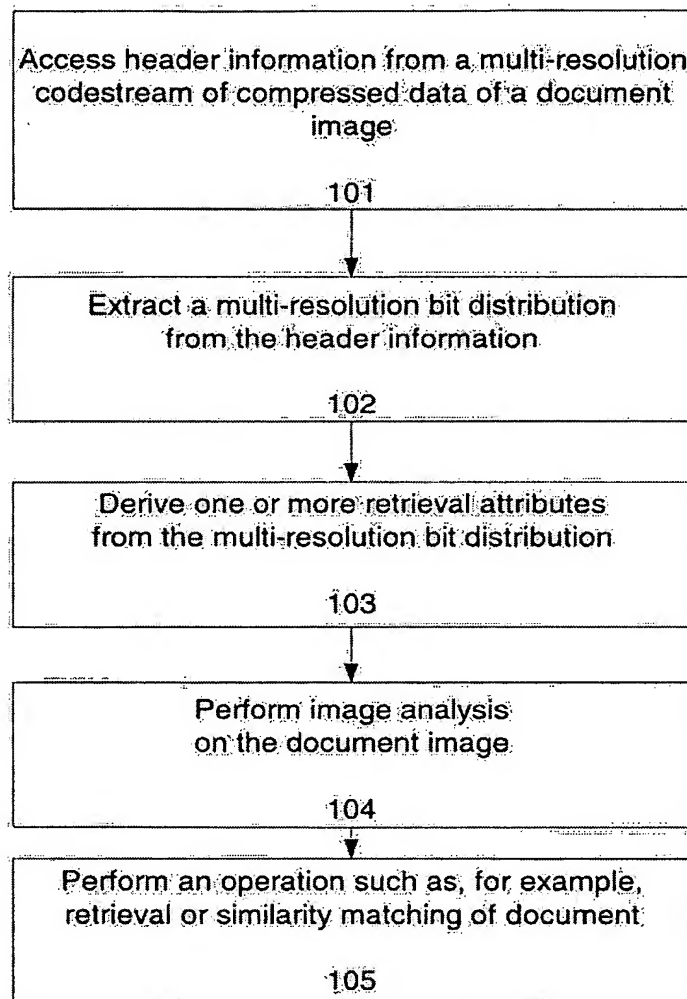 Access header information from a multi-resolution
codestream of compressed data of a document
image
101
Extract a multi-resolution bit distribution
from the header information
102
Derive one or more retrieval attributes
from the multi-resolution bit distribution
103
Perform image analysis
on the document image
104
Perform an operation such as, for example,
retrieval or similarity matching of document
105